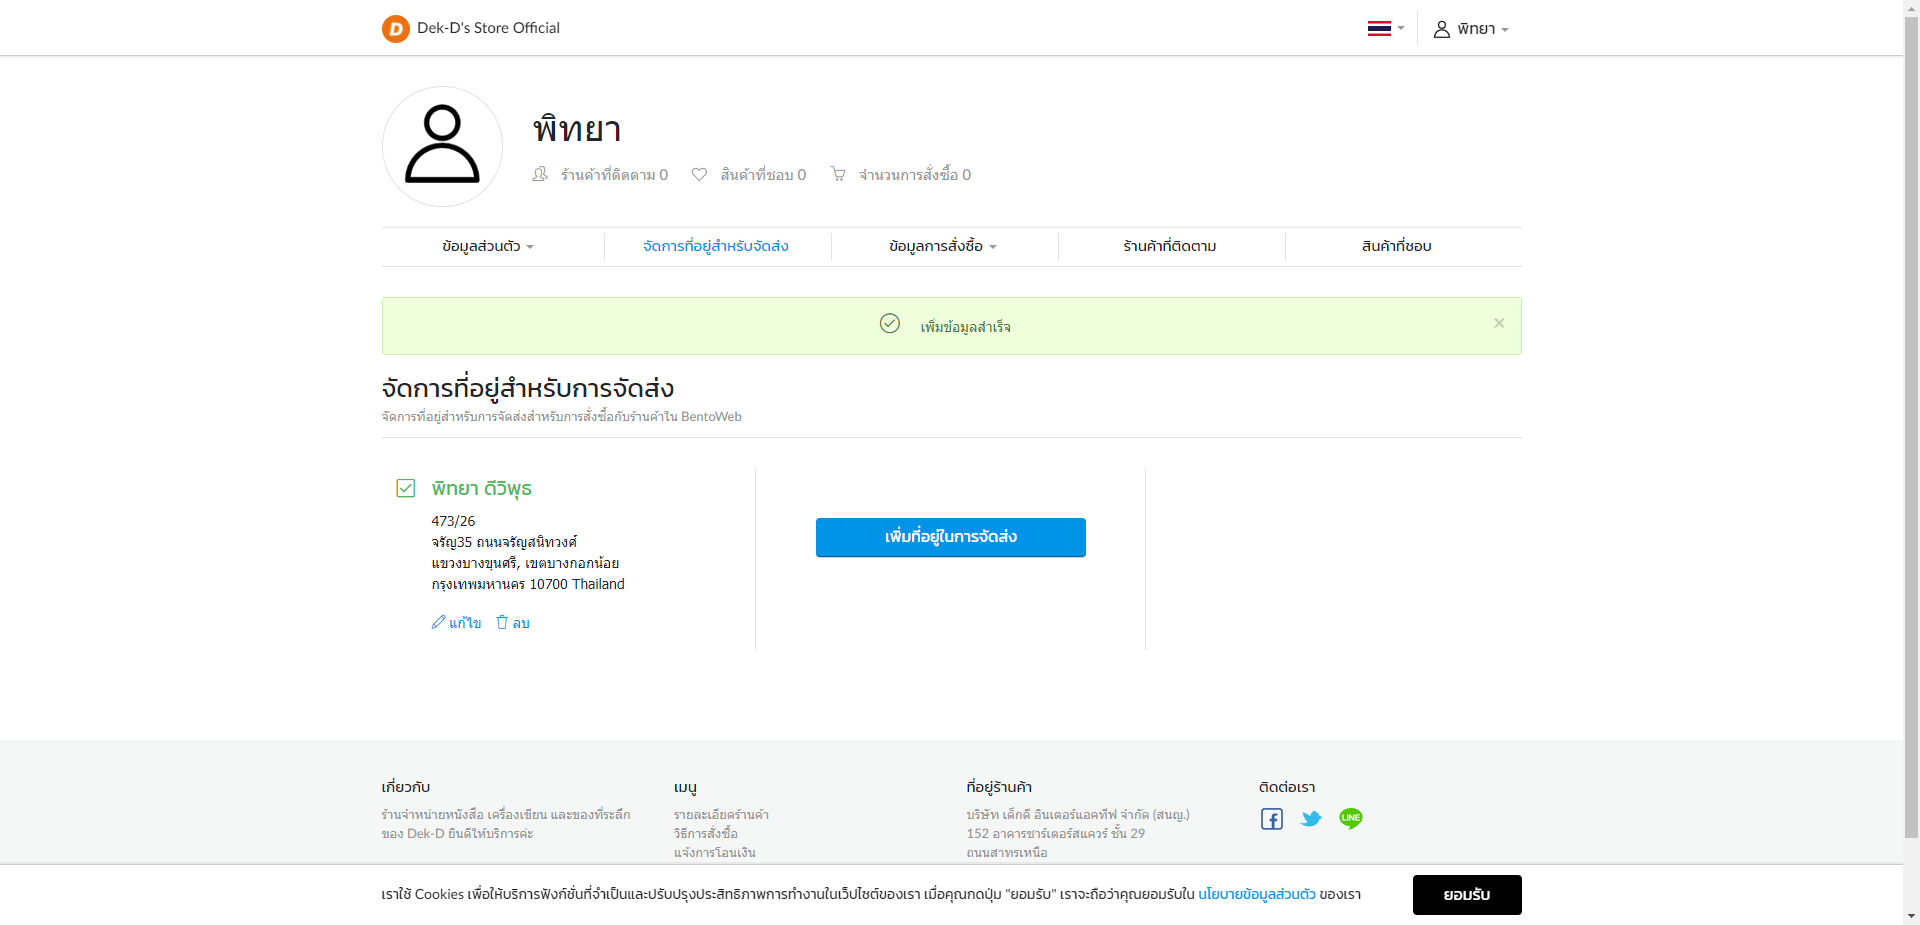 Dek-D's Store Official
พิทยา
พิทยา
ร้านค้าที่ติดตาม 0 สินค้าที่ชอบ 0 จำนวนการสั่งซื้อ 0
ข้อมูลส่วนตัว จัดการที่อยู่สำหรับจัดส่ง ข้อมูลการสั่งซื้อ ร้านค้าที่ติดตาม สินค้าที่ชอบ
เพิ่มข้อมูลสำเร็จ ×
จัดการที่อยู่สำหรับการจัดส่ง
จัดการที่อยู่สำหรับการจัดส่งสำหรับการสั่งซื้อกับร้านค้าใน BentoWeb
พิทยา ดีวิพุธ
473/26
จรัญ35 ถนนจรัญสนิทวงศ์
แขวงบางขุนศรี, เขตบางกอกน้อย
กรุงเทพมหานคร 10700 Thailand
แก้ไข ลบ
เพิ่มที่อยู่ในการจัดส่ง
เกี่ยวกับ
ร้านจำหน่ายหนังสือ เครื่องเขียน และของที่ระลึก
ของ Dek-D ยินดีให้บริการค่ะ
เมนู
รายละเอียดร้านค้า
วิธีการสั่งซื้อ
แจ้งการโอนเงิน
ที่อยู่ร้านค้า
บริษัท เด็กดี อินเตอร์แอคทีฟ จำกัด (สนญ.)
152 อาคารชาร์เตอร์สแควร์ ชั้น 29
ถนนสาทรเหนือ
ติดต่อเรา
LINE
เราใช้ Cookies เพื่อให้บริการฟังก์ชั่นที่จำเป็นและปรับปรุงประสิทธิภาพการทำงานในเว็ปไซต์ของเรา เมื่อคุณกดปุ่ม "ยอมรับ" เราจะถือว่าคุณยอมรับใน นโยบายข้อมูลส่วนตัว ของเรา
ยอมรับ